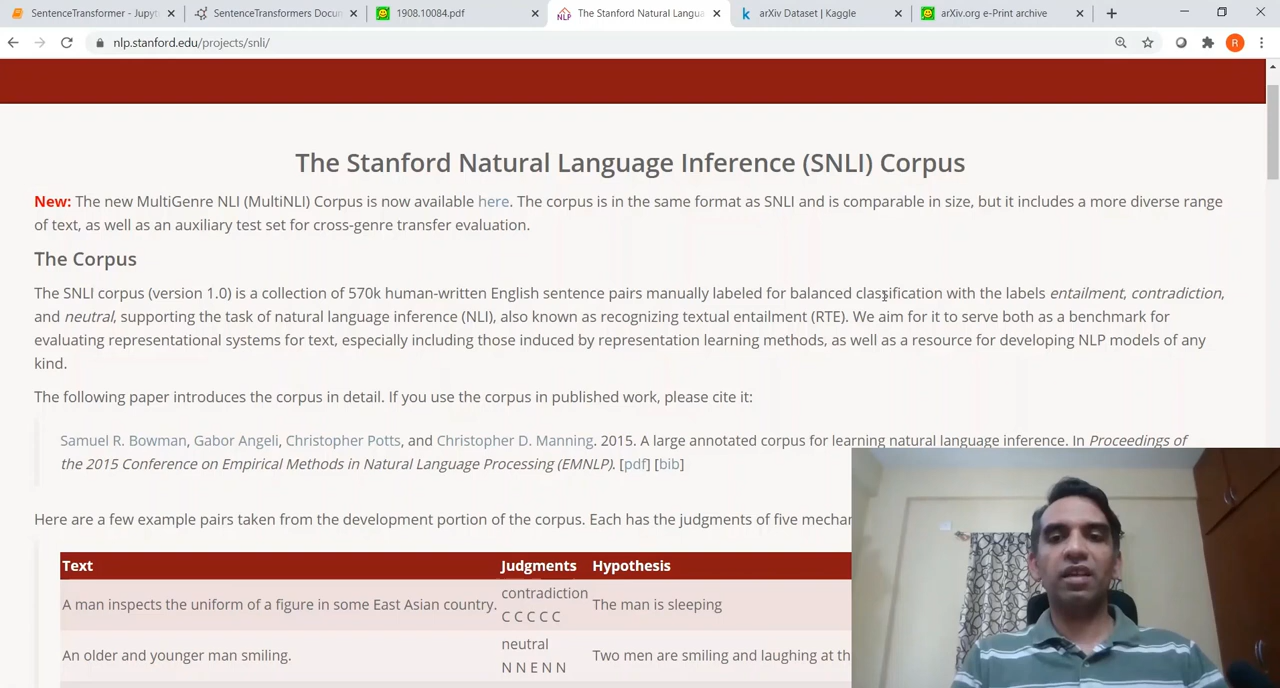 SentenceTransformer - Jupyt
SentenceTransformers Docum
1908.10084.pdf
The Stanford Natural Langua
arXiv Dataset | Kaggle
arXiv.org e-Print archive
nlp.stanford.edu/projects/snli/
R
The Stanford Natural Language Inference (SNLI) Corpus
New: The new MultiGenre NLI (MultiNLI) Corpus is now available here. The corpus is in the same format as SNLI and is comparable in size, but it includes a more diverse range
of text, as well as an auxiliary test set for cross-genre transfer evaluation.
The Corpus
The SNLI corpus (version 1.0) is a collection of 570k human-written English sentence pairs manually labeled for balanced classification with the labels entailment, contradiction,
and neutral, supporting the task of natural language inference (NLI), also known as recognizing textual entailment (RTE). We aim for it to serve both as a benchmark for
evaluating representational systems for text, especially including those induced by representation learning methods, as well as a resource for developing NLP models of any
kind.
The following paper introduces the corpus in detail. If you use the corpus in published work, please cite it:
Samuel R. Bowman, Gabor Angeli, Christopher Potts, and Christopher D. Manning. 2015. A large annotated corpus for learning natural language inference. In Proceedings of
the 2015 Conference on Empirical Methods in Natural Language Processing (EMNLP). [pdf] [bib]
Here are a few example pairs taken from the development portion of the corpus. Each has the judgments of five mechan
Text Judgments Hypothesis
A man inspects the uniform of a figure in some East Asian country. contradiction The man is sleeping
C C C C C
An older and younger man smiling. neutral Two men are smiling and laughing at th
N N E N N